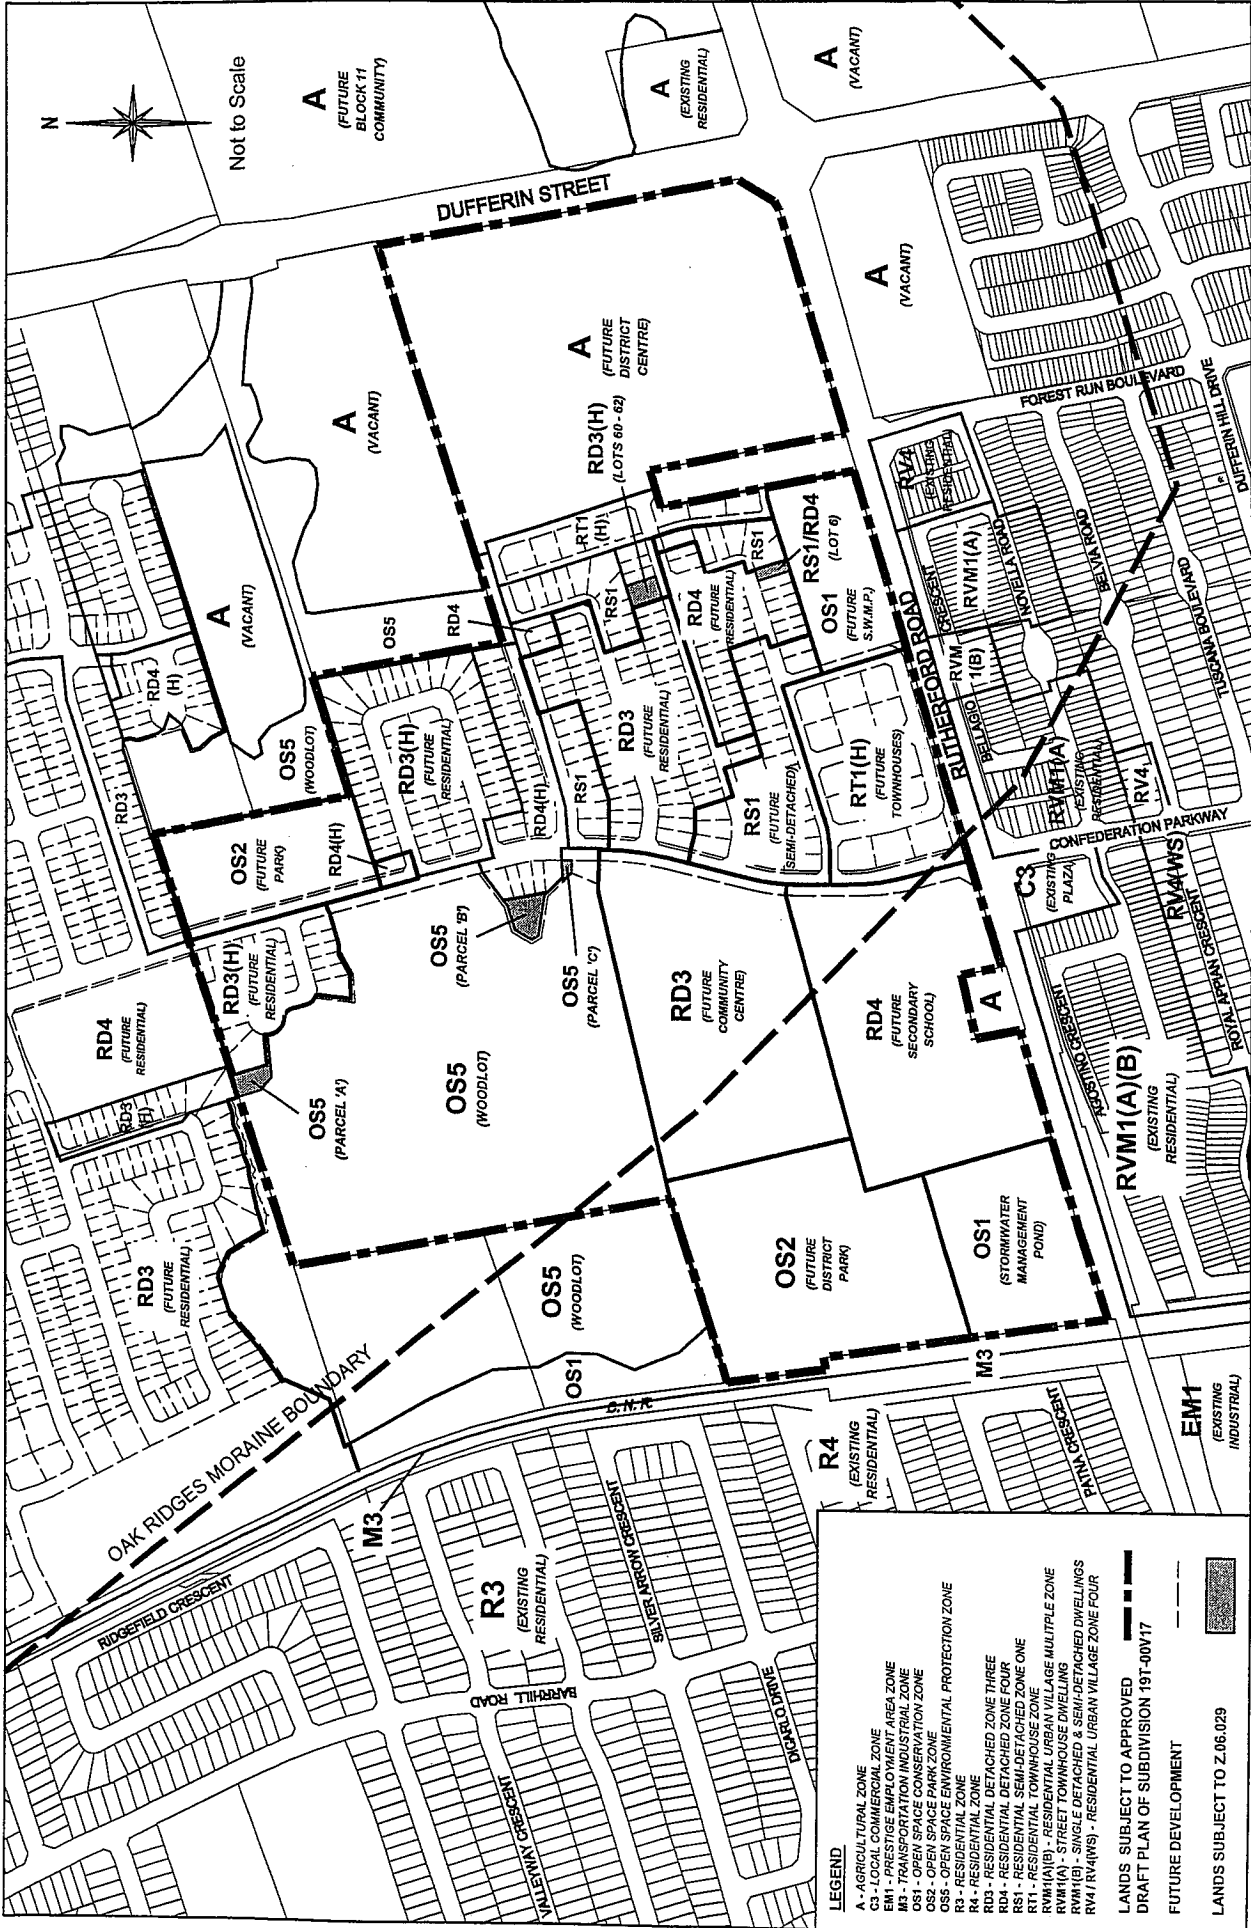 N
Not to Scale
A
(FUTURE
BLOCK 11
COMMUNITY)
A
(EXISTING
RESIDENTIAL)
A
(VACANT)
DUFFERIN STREET
A
(VACANT)
A
(FUTURE
DISTRICT
CENTRE)
A
(VACANT)
A
(VACANT)
RD3(H)
(LOTS 60 - 62)
RD4
(H)
RD3
OS5
(WOODLOT)
OS5
RD4
RT1
(H)
RS1
RD4
(FUTURE
RESIDENTIAL)
RS1
RS1/RD4
(LOT 6)
OS1
(FUTURE
S.W.M.P.)
OS2
(FUTURE
PARK)
RD4(H)
RD3(H)
(FUTURE
RESIDENTIAL)
RD4(H)
RS1
RD3
(FUTURE
RESIDENTIAL)
RS1
(FUTURE
SEMI-DETACHED)
RT1(H)
(FUTURE
TOWNHOUSES)
RUTHERFORD ROAD
RV4
(EXISTING
RESIDENTIAL)
FOREST RUN BOULEVARD
DUFFERIN HILL DRIVE
BELLAGIO
CRESCENT
RVM1(A)
RVM
1(B)
NOVELLA ROAD
BELVIA ROAD
TUSCANA BOULEVARD
RVM1(A)
(EXISTING
RESIDENTIAL)
RV4
CONFEDERATION PARKWAY
C3
(EXISTING
PLAZA)
RV4(WS)
ROYAL APPIAN CRESCENT
AGOSTINO CRESCENT
RVM1(A)(B)
(EXISTING
RESIDENTIAL)
RD4
(FUTURE
RESIDENTIAL)
RD3(H)
(FUTURE
RESIDENTIAL)
RD3
(H)
OS5
(PARCEL 'A')
OS5
(PARCEL 'B')
OS5
(PARCEL 'C')
OS5
(WOODLOT)
RD3
(FUTURE
COMMUNITY
CENTRE)
RD4
(FUTURE
SECONDARY
SCHOOL)
A
RD3
(FUTURE
RESIDENTIAL)
OS5
(WOODLOT)
OS1
OS2
(FUTURE
DISTRICT
PARK)
OS1
(STORMWATER
MANAGEMENT
POND)
OAK RIDGES MORAINE BOUNDARY
C.N.R.
M3
M3
EM1
(EXISTING
INDUSTRIAL)
R4
(EXISTING
RESIDENTIAL)
PATNA CRESCENT
R3
(EXISTING
RESIDENTIAL)
RIDGEFIELD CRESCENT
SILVER ARROW CRESCENT
BARRHILL ROAD
DICARLO DRIVE
VALLEYWAY CRESCENT
LEGEND
A - AGRICULTURAL ZONE
C3 - LOCAL COMMERCIAL ZONE
EM1 - PRESTIGE EMPLOYMENT AREA ZONE
M3 - TRANSPORTATION INDUSTRIAL ZONE
OS1 - OPEN SPACE CONSERVATION ZONE
OS2 - OPEN SPACE PARK ZONE
OS5 - OPEN SPACE ENVIRONMENTAL PROTECTION ZONE
R3 - RESIDENTIAL ZONE
R4 - RESIDENTIAL ZONE
RD3 - RESIDENTIAL DETACHED ZONE THREE
RD4 - RESIDENTIAL DETACHED ZONE FOUR
RS1 - RESIDENTIAL SEMI-DETACHED ZONE ONE
RT1 - RESIDENTIAL TOWNHOUSE ZONE
RVM1(A)(B) - RESIDENTIAL URBAN VILLAGE MULITPLE ZONE
RVM1(A) - STREET TOWNHOUSE DWELLING
RVM1(B) - SINGLE DETACHED & SEMI-DETACHED DWELLINGS
RV4 / RV4(WS) - RESIDENTIAL URBAN VILLAGE ZONE FOUR
LANDS SUBJECT TO APPROVED
DRAFT PLAN OF SUBDIVISION 19T-00V17
FUTURE DEVELOPMENT
LANDS SUBJECT TO Z.06.029